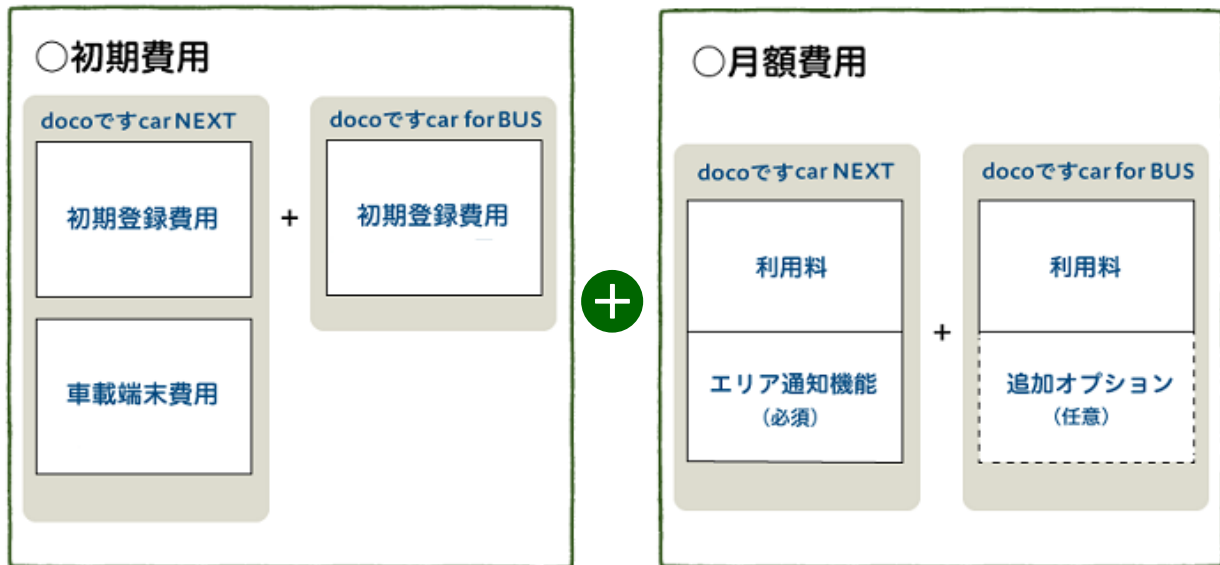 ○初期費用
docoですcar NEXT
初期登録費用
車載端末費用
+
docoですcar for BUS
初期登録費用
+
○月額費用
docoですcar NEXT
利用料
エリア通知機能
(必須)
+
docoですcar for BUS
利用料
追加オプション
(任意)